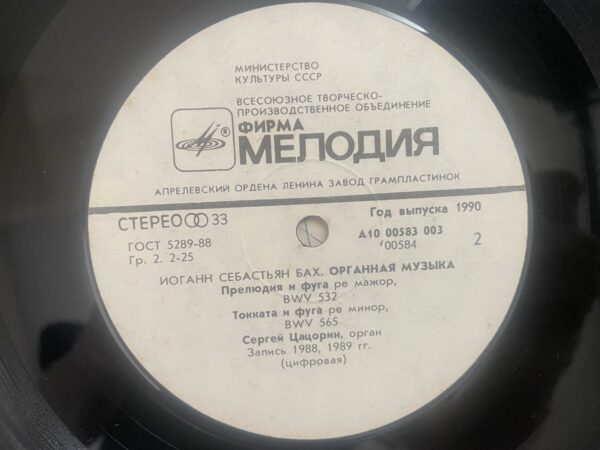 МИНИСТЕРСТВО
КУЛЬТУРЫ СССР
ВСЕСОЮЗНОЕ ТВОРЧЕСКО-
ПРОИЗВОДСТВЕННОЕ ОБЪЕДИНЕНИЕ
ФИРМА
® МЕЛОДИЯ
АПРЕЛЕВСКИЙ ОРДЕНА ЛЕНИНА ЗАВОД ГРАМПЛАСТИНОК
СТЕРЕО 33
Год выпуска 1990
ГОСТ 5289-88
А10 00583 003
Гр. 2. 2-25
/00584
2
ИОГАНН СЕБАСТЬЯН БАХ. ОРГАННАЯ МУЗЫКА
Прелюдия и фуга ре мажор,
BWV 532
Токката и фуга ре минор,
BWV 565
Сергей Цацорин, орган
Запись 1988, 1989 гг.
(цифровая)